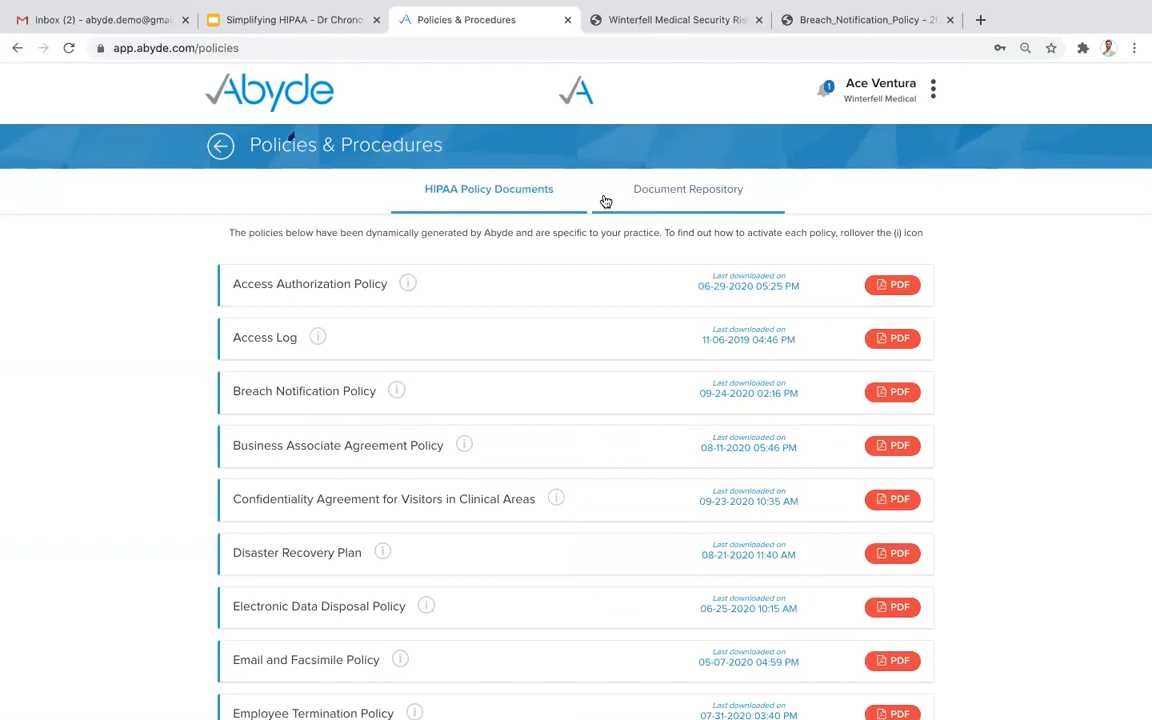 Inbox (2) - abyde.demo@gma
Simplifying HIPAA - Dr Chrono
Policies & Procedures
Winterfell Medical Security Ris
Breach_Notification_Policy - 2
app.abyde.com/policies
Abyde
A
1
Ace Ventura
Winterfell Medical
Policies & Procedures
HIPAA Policy Documents
Document Repository
The policies below have been dynamically generated by Abyde and are specific to your practice. To find out how to activate each policy, rollover the (i) icon
Access Authorization Policy i
Last downloaded on
06-29-2020 05:25 PM
PDF
Access Log i
Last downloaded on
11-06-2019 04:46 PM
PDF
Breach Notification Policy i
Last downloaded on
09-24-2020 02:16 PM
PDF
Business Associate Agreement Policy i
Last downloaded on
08-11-2020 05:46 PM
PDF
Confidentiality Agreement for Visitors in Clinical Areas i
Last downloaded on
09-23-2020 10:35 AM
PDF
Disaster Recovery Plan i
Last downloaded on
08-21-2020 11:40 AM
PDF
Electronic Data Disposal Policy i
Last downloaded on
06-25-2020 10:15 AM
PDF
Email and Facsimile Policy i
Last downloaded on
05-07-2020 04:59 PM
PDF
Employee Termination Policy i
Last downloaded on
07-31-2020 03:40 PM
PDF